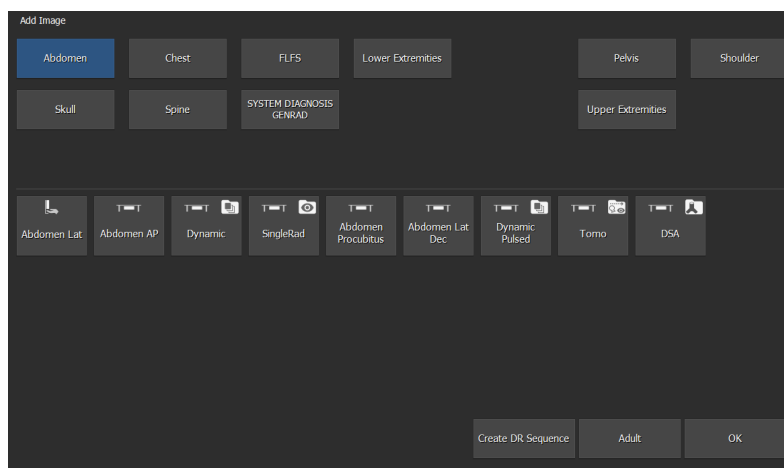 Add Image
Abdomen
Chest
FLFS
Lower Extremities
Pelvis
Shoulder
Skull
Spine
SYSTEM DIAGNOSIS
GENRAD
Upper Extremities
Abdomen Lat
Abdomen AP
Dynamic
SingleRad
Abdomen
Procubitus
Abdomen Lat
Dec
Dynamic
Pulsed
Tomo
DSA
Create DR Sequence
Adult
OK